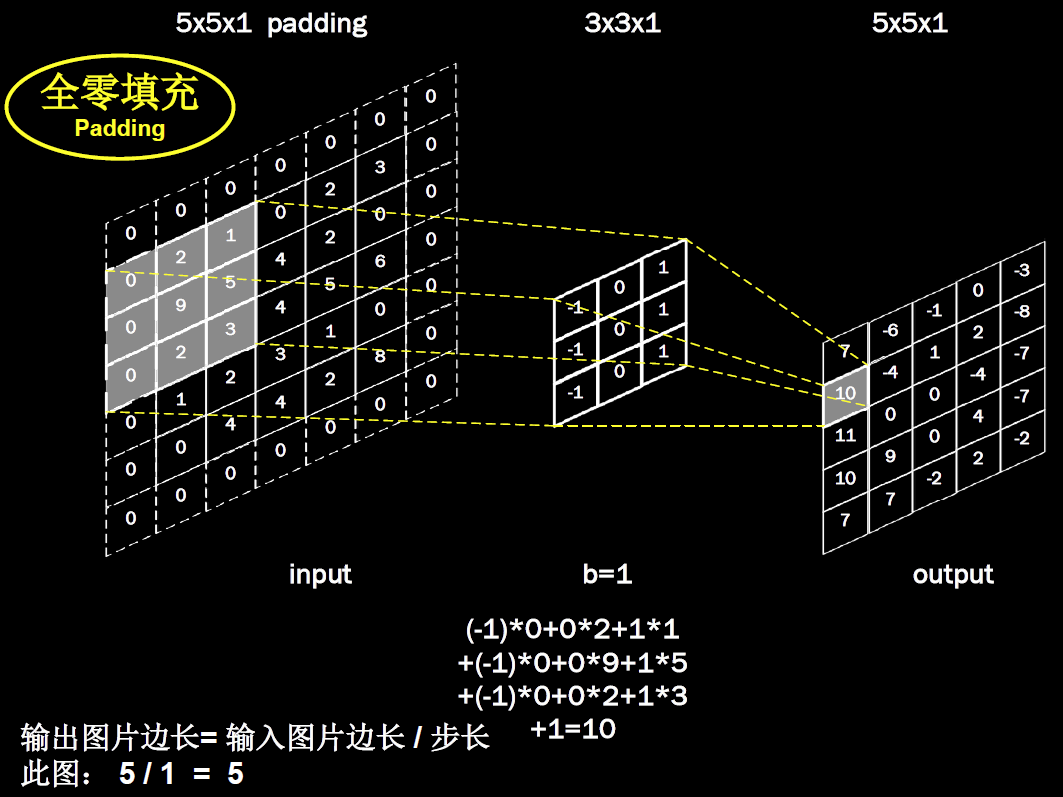 5x5x1 padding
3x3x1
5x5x1
全零填充
Padding
0 0 0 0 0 0 0
0 2 1 0 2 3 0
0 9 5 4 2 0 0
0 2 3 4 5 6 0
0 1 2 3 1 0 0
0 0 4 4 2 8 0
0 0 0 0 0 0 0
-1 0 1
-1 0 1
-1 0 1
7 -6 -1 0 -3
10 -4 1 2 -8
11 0 0 -4 -7
10 9 0 4 -7
7 7 -2 2 -2
input
b=1
output
(-1)*0+0*2+1*1
+(-1)*0+0*9+1*5
+(-1)*0+0*2+1*3
+1=10
输出图片边长= 输入图片边长 / 步长
此图： 5 / 1 = 5